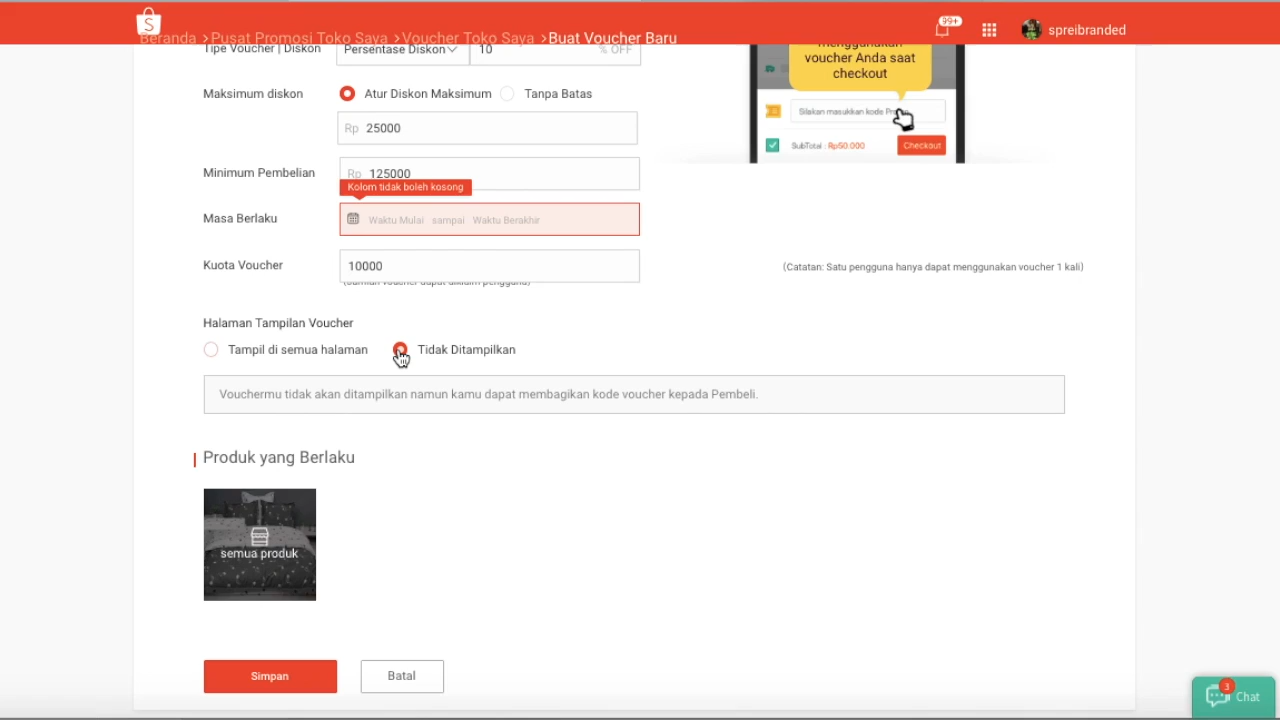 S
99+
Beranda >Pusat Promosi Toko Saya >Voucher Toko Saya >Buat Voucher Baru
spreibranded
Tipe Voucher | Diskon
Persentase Diskon
10
% OFF
menggunakan
voucher Anda saat
checkout
Maksimum diskon
Atur Diskon Maksimum
Tanpa Batas
Silakan masukkan kode
Rp 25000
SubTotal : Rp50.000
Checkout
Minimum Pembelian
Rp 125000
Kolom tidak boleh kosong
Masa Berlaku
Waktu Mulai sampai Waktu Berakhir
Kuota Voucher
10000
(Catatan: Satu pengguna hanya dapat menggunakan voucher 1 kali)
(Jumlah voucher dapat diklaim pengguna)
Halaman Tampilan Voucher
Tampil di semua halaman
Tidak Ditampilkan
Vouchermu tidak akan ditampilkan namun kamu dapat membagikan kode voucher kepada Pembeli.
Produk yang Berlaku
semua produk
Simpan
Batal
3
Chat